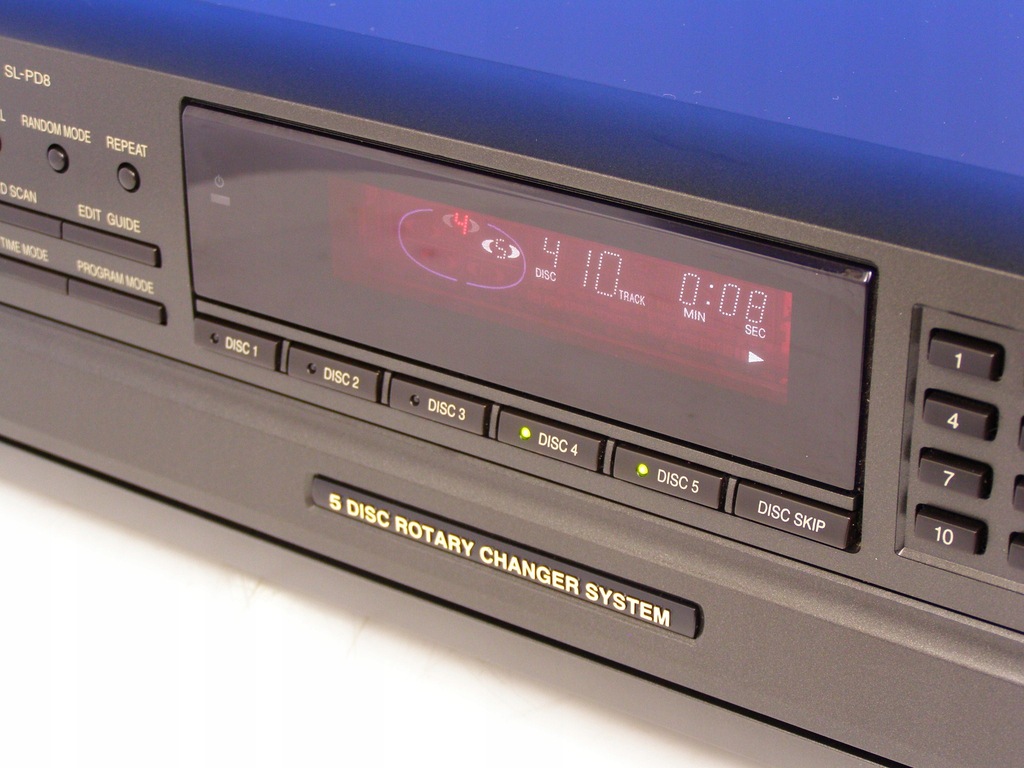 SL-PD8
L
RANDOM MODE
REPEAT
D SCAN
EDIT GUIDE
TIME MODE
PROGRAM MODE
4
5
4 10 0:08
DISC TRACK MIN SEC
DISC 1
DISC 2
DISC 3
DISC 4
DISC 5
DISC SKIP
1
4
7
10
5 DISC ROTARY CHANGER SYSTEM